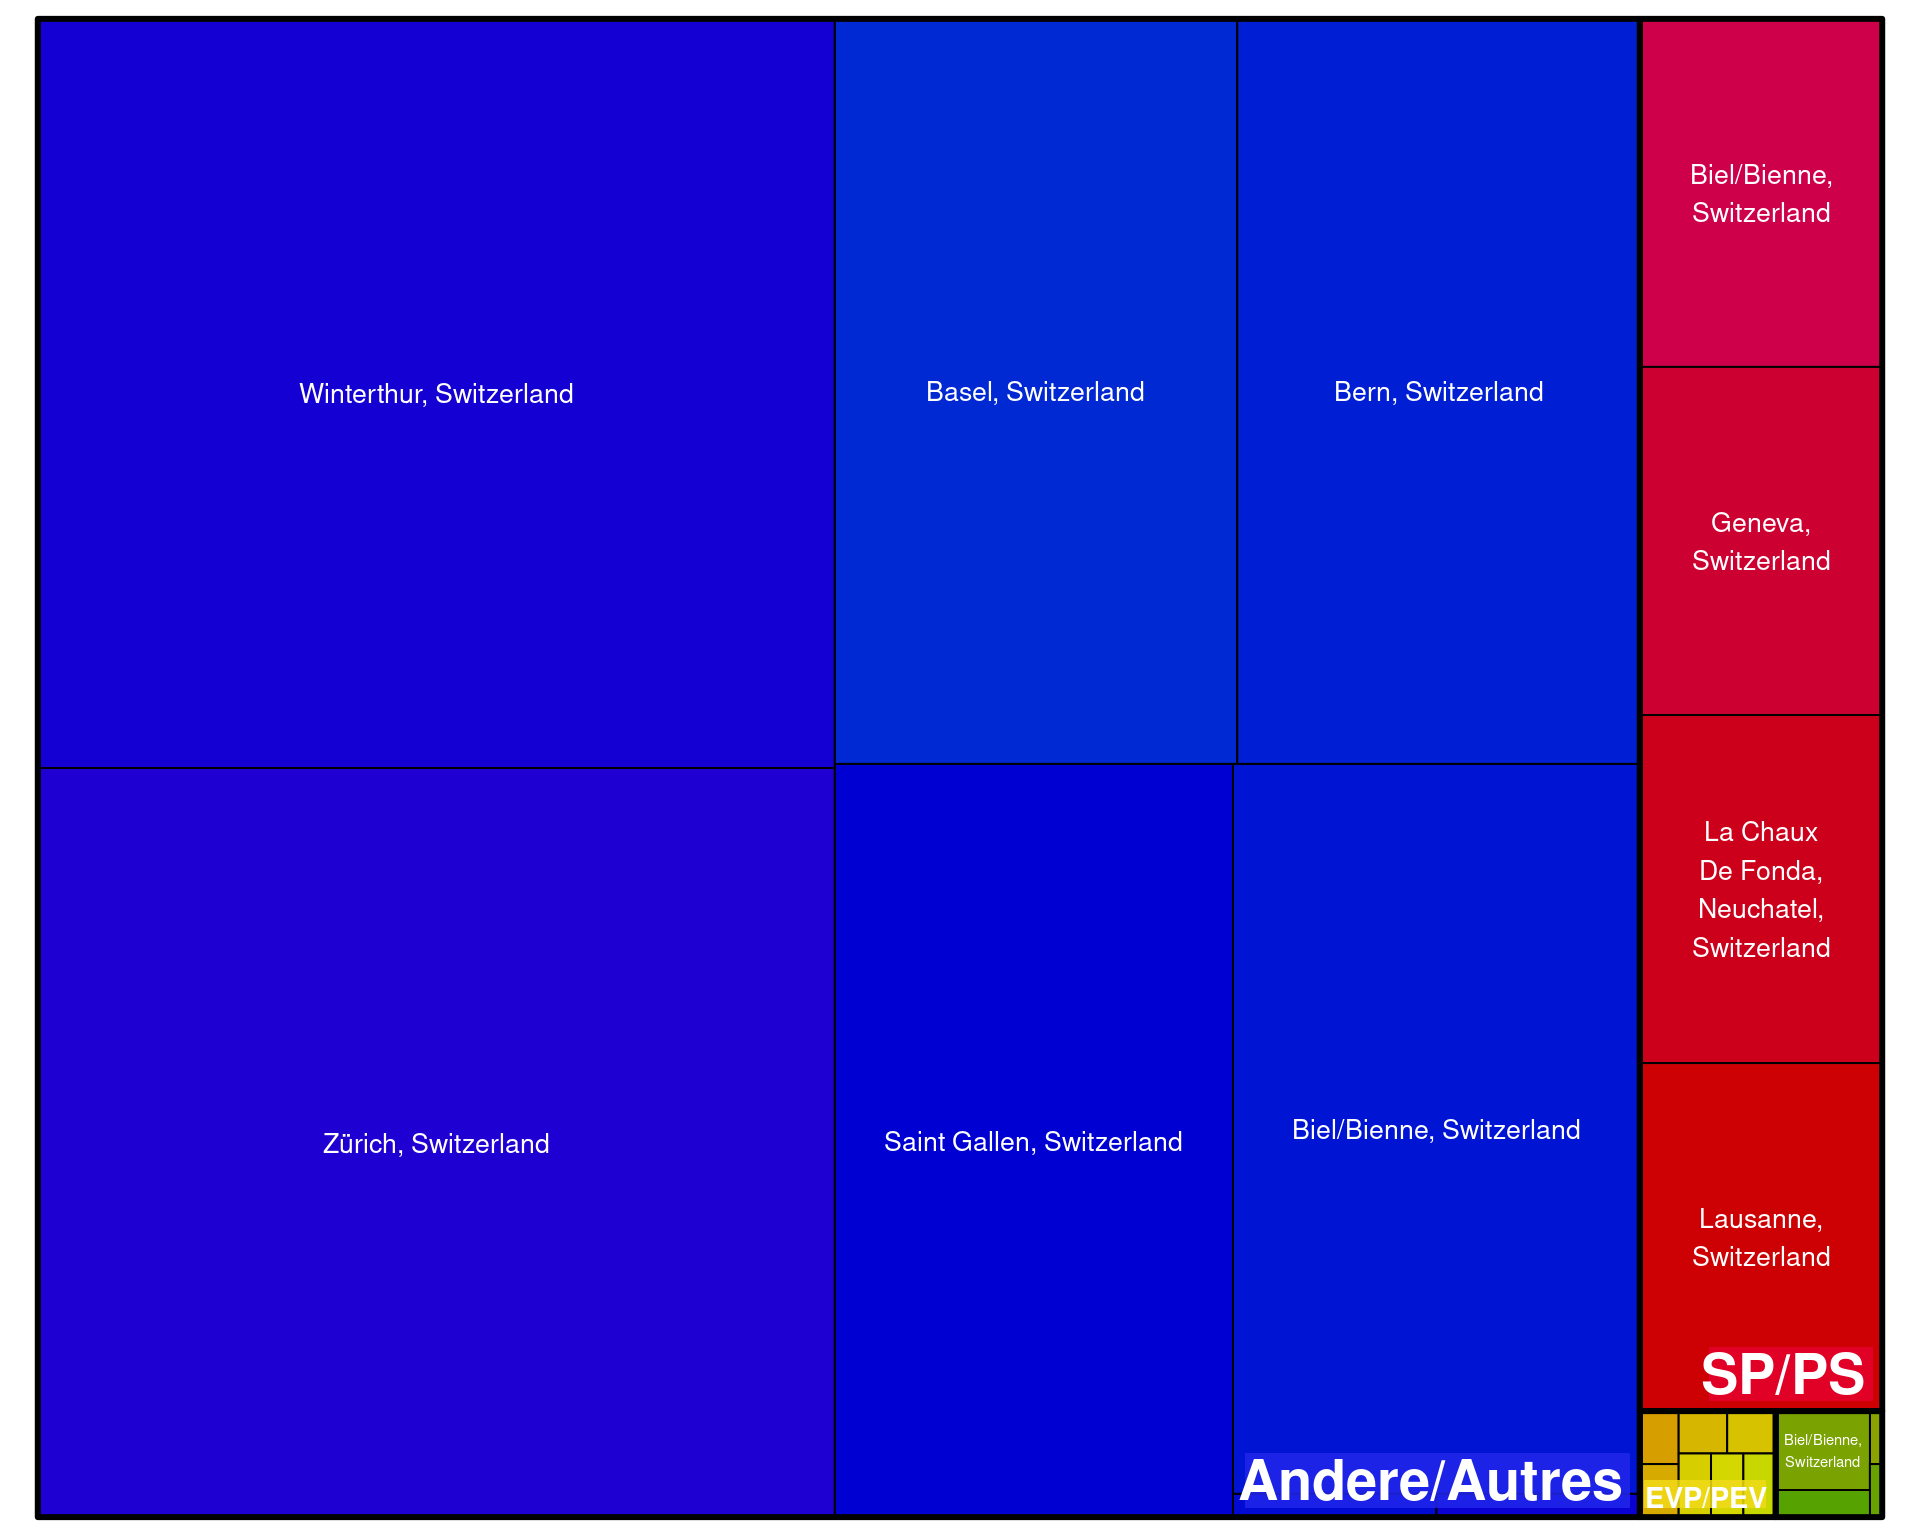 Winterthur, Switzerland
Basel, Switzerland
Bern, Switzerland
Biel/Bienne,
Switzerland
Geneva,
Switzerland
La Chaux
De Fonda,
Neuchatel,
Switzerland
Zürich, Switzerland
Saint Gallen, Switzerland
Biel/Bienne, Switzerland
Lausanne,
Switzerland
SP/PS
Andere/Autres
EVP/PEV
Biel/Bienne,
Switzerland